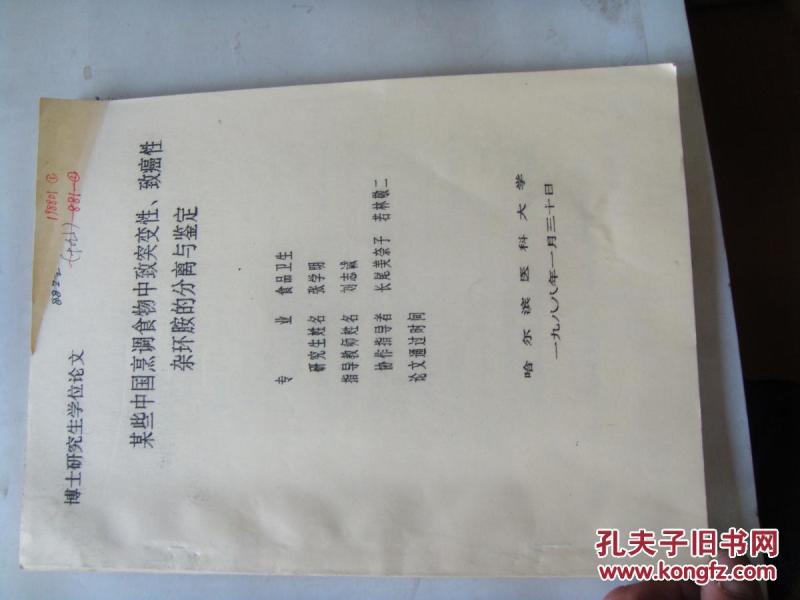 198801 ①
881-④
博士研究生学位论文
某些中国烹调食物中致突变性、致癌性
杂环胺的分离与鉴定
专 业 食品卫生
研究生姓名 张学明
指导教师姓名 刘志诚
协作指导者 长尾美奈子 若林敬二
论文通过时间
哈尔滨医科大学
一九八八年一月三十日
孔夫子旧书网
www.kongfz.com